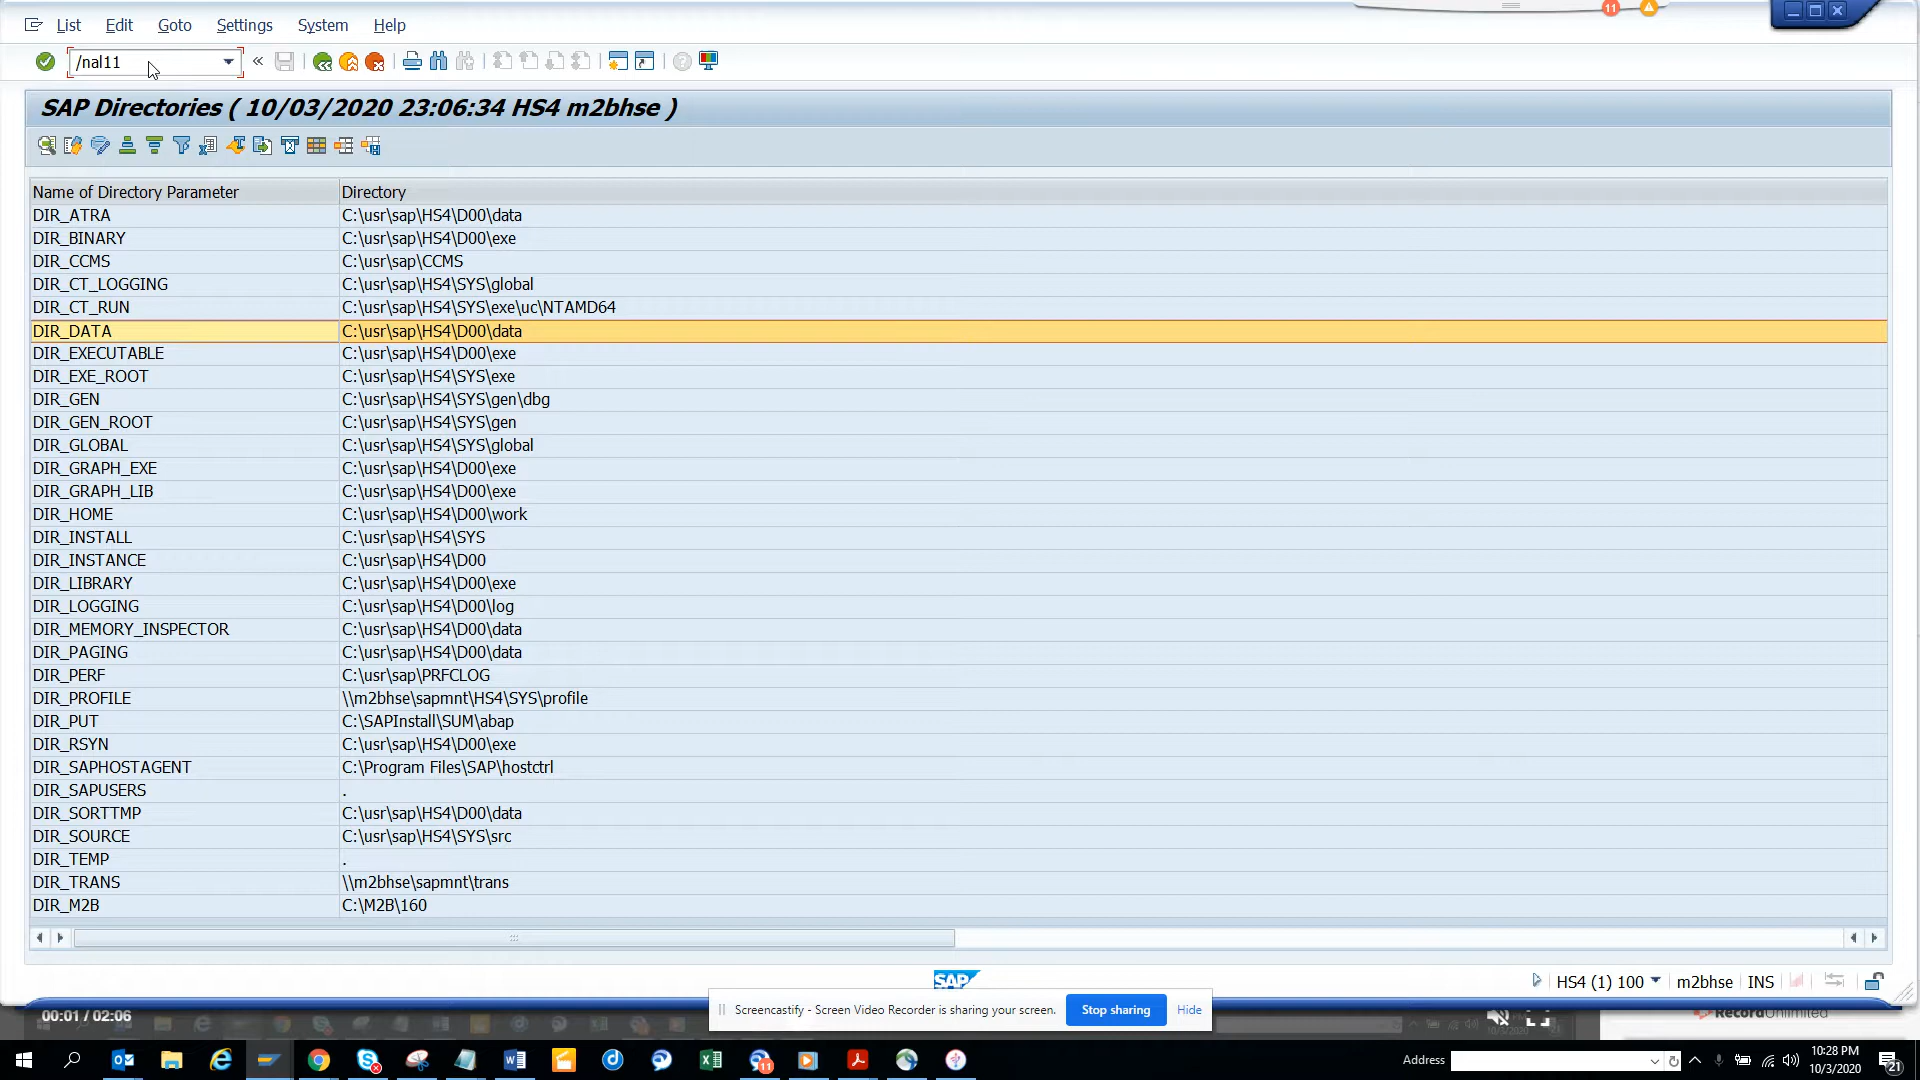 11
List Edit Goto Settings System Help
/nal11
SAP Directories ( 10/03/2020 23:06:34 HS4 m2bhse )
Name of Directory Parameter Directory
DIR_ATRA C:\usr\sap\HS4\D00\data
DIR_BINARY C:\usr\sap\HS4\D00\exe
DIR_CCMS C:\usr\sap\CCMS
DIR_CT_LOGGING C:\usr\sap\HS4\SYS\global
DIR_CT_RUN C:\usr\sap\HS4\SYS\exe\uc\NTAMD64
DIR_DATA C:\usr\sap\HS4\D00\data
DIR_EXECUTABLE C:\usr\sap\HS4\D00\exe
DIR_EXE_ROOT C:\usr\sap\HS4\SYS\exe
DIR_GEN C:\usr\sap\HS4\SYS\gen\dbg
DIR_GEN_ROOT C:\usr\sap\HS4\SYS\gen
DIR_GLOBAL C:\usr\sap\HS4\SYS\global
DIR_GRAPH_EXE C:\usr\sap\HS4\D00\exe
DIR_GRAPH_LIB C:\usr\sap\HS4\D00\exe
DIR_HOME C:\usr\sap\HS4\D00\work
DIR_INSTALL C:\usr\sap\HS4\SYS
DIR_INSTANCE C:\usr\sap\HS4\D00
DIR_LIBRARY C:\usr\sap\HS4\D00\exe
DIR_LOGGING C:\usr\sap\HS4\D00\log
DIR_MEMORY_INSPECTOR C:\usr\sap\HS4\D00\data
DIR_PAGING C:\usr\sap\HS4\D00\data
DIR_PERF C:\usr\sap\PRFCLOG
DIR_PROFILE \\m2bhse\sapmnt\HS4\SYS\profile
DIR_PUT C:\SAPInstall\SUM\abap
DIR_RSYN C:\usr\sap\HS4\D00\exe
DIR_SAPHOSTAGENT C:\Program Files\SAP\hostctrl
DIR_SAPUSERS .
DIR_SORTTMP C:\usr\sap\HS4\D00\data
DIR_SOURCE C:\usr\sap\HS4\SYS\src
DIR_TEMP .
DIR_TRANS \\m2bhse\sapmnt\trans
DIR_M2B C:\M2B\160
SAP HS4 (1) 100 m2bhse INS
Screencastify - Screen Video Recorder is sharing your screen. Stop sharing Hide
00:01 / 02:06 RecordUnlimited
Address 10:28 PM
10/3/2020
11
21